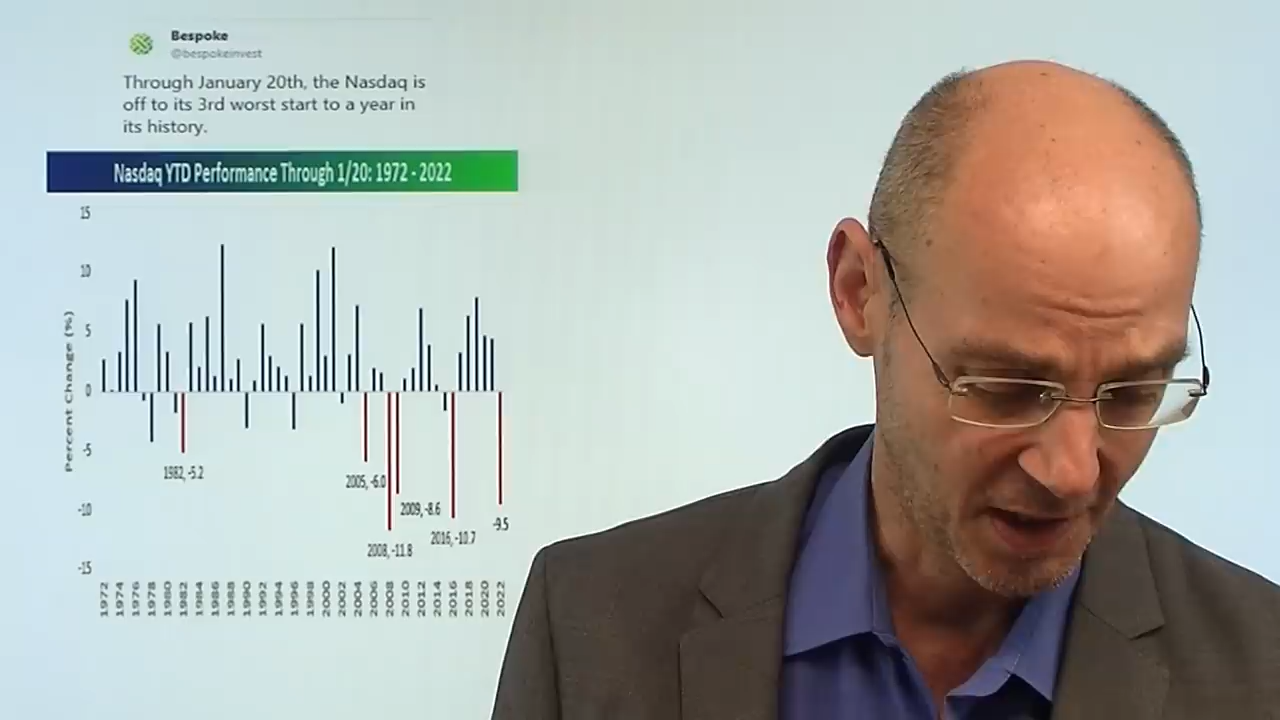 Bespoke
@bespokeinvest
Through January 20th, the Nasdaq is
off to its 3rd worst start to a year in
its history.
Nasdaq YTD Performance Through 1/20: 1972 - 2022
Percent Change (%)
15
10
5
0
-5
-10
-15
1982, -5.2
2005, -6.0
2009, -8.6
-9.5
2016, -10.7
2008, -11.8
1972 1974 1976 1978 1980 1982 1984 1986 1988 1990 1992 1994 1996 1998 2000 2002 2004 2006 2008 2010 2012 2014 2016 2018 2020 2022